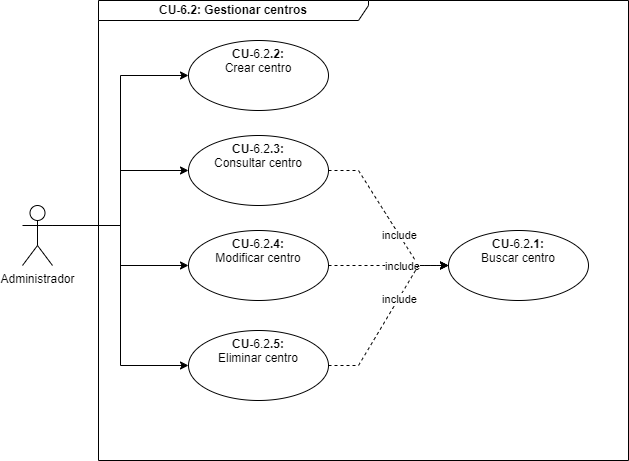 CU-6.2: Gestionar centros
CU-6.2.2:
Crear centro
CU-6.2.3:
Consultar centro
include
Administrador
CU-6.2.4:
Modificar centro
include
CU-6.2.1:
Buscar centro
include
CU-6.2.5:
Eliminar centro